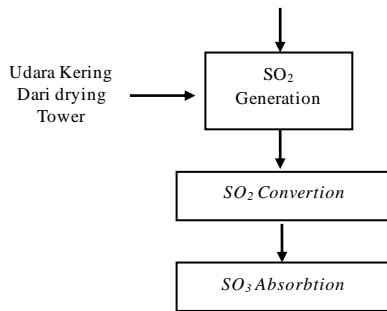 Udara Kering
Dari drying
Tower
SO₂
Generation
SO₂ Convertion
SO₃ Absorbtion